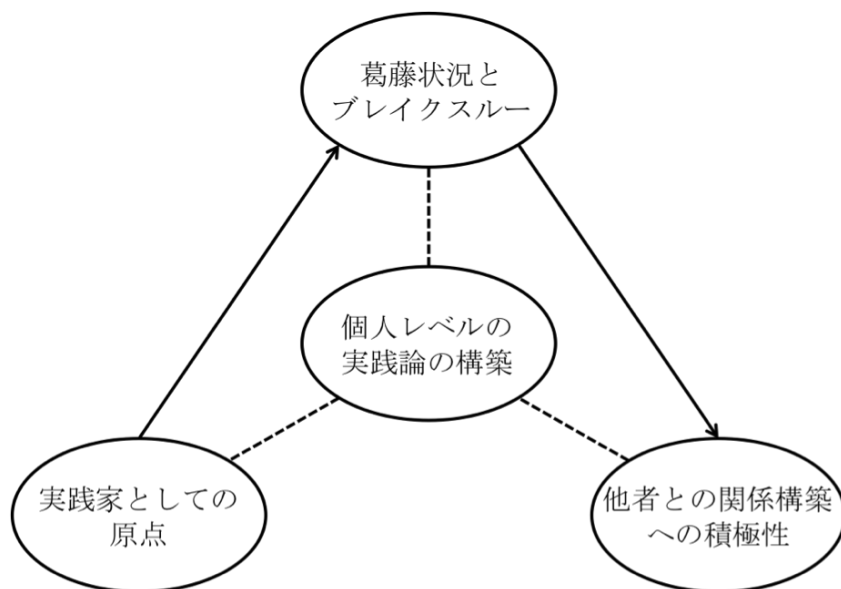 葛藤状況と
ブレイクスルー
個人レベルの
実践論の構築
実践家としての
原点
他者との関係構築
への積極性